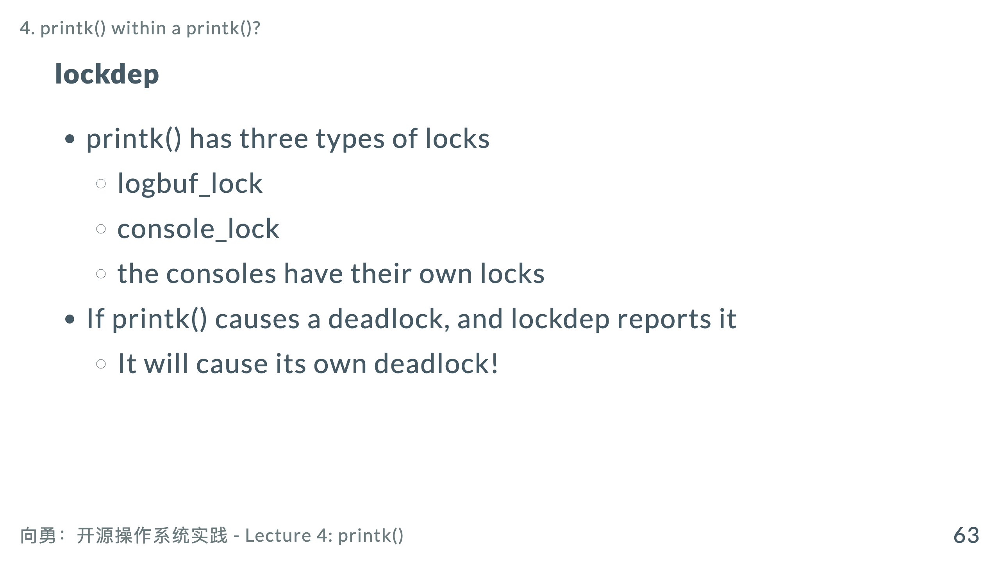 4. printk() within a printk()?
lockdep
• printk() has three types of locks
○ logbuf_lock
○ console_lock
○ the consoles have their own locks
• If printk() causes a deadlock, and lockdep reports it
○ It will cause its own deadlock!
向勇：开源操作系统实践 - Lecture 4: printk()
63